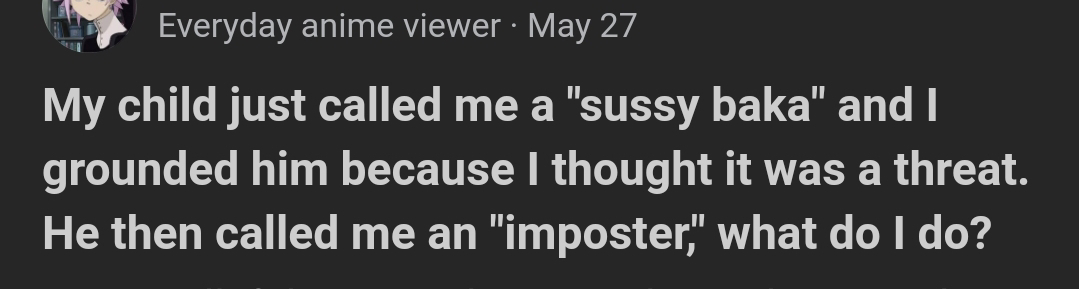 Everyday anime viewer · May 27
My child just called me a "sussy baka" and I
grounded him because I thought it was a threat.
He then called me an "imposter," what do I do?